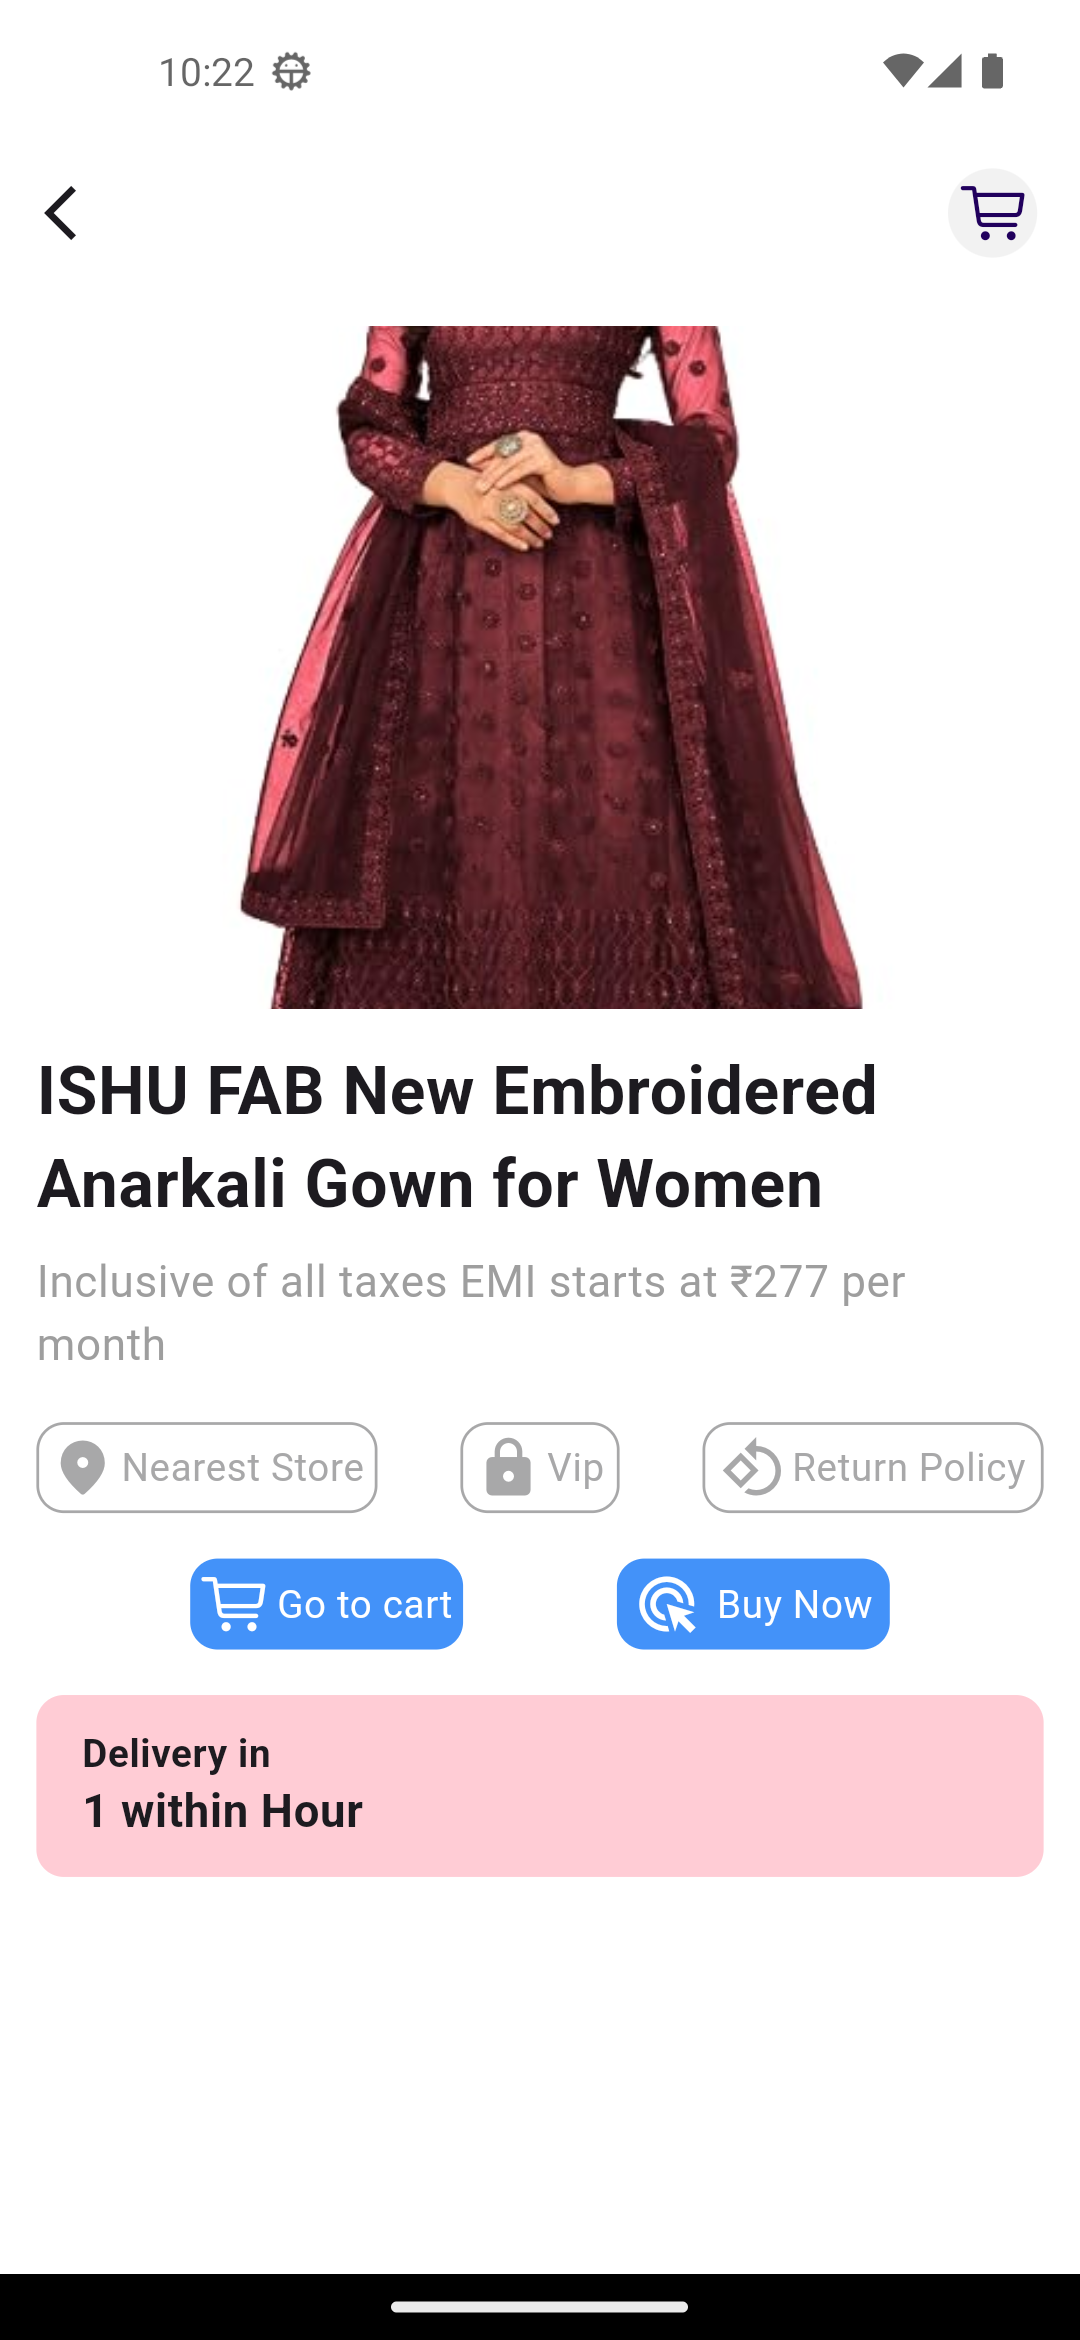 10:22
ISHU FAB New Embroidered
Anarkali Gown for Women
Inclusive of all taxes EMI starts at ₹277 per
month
Nearest Store
Vip
Return Policy
Go to cart
Buy Now
Delivery in
1 within Hour